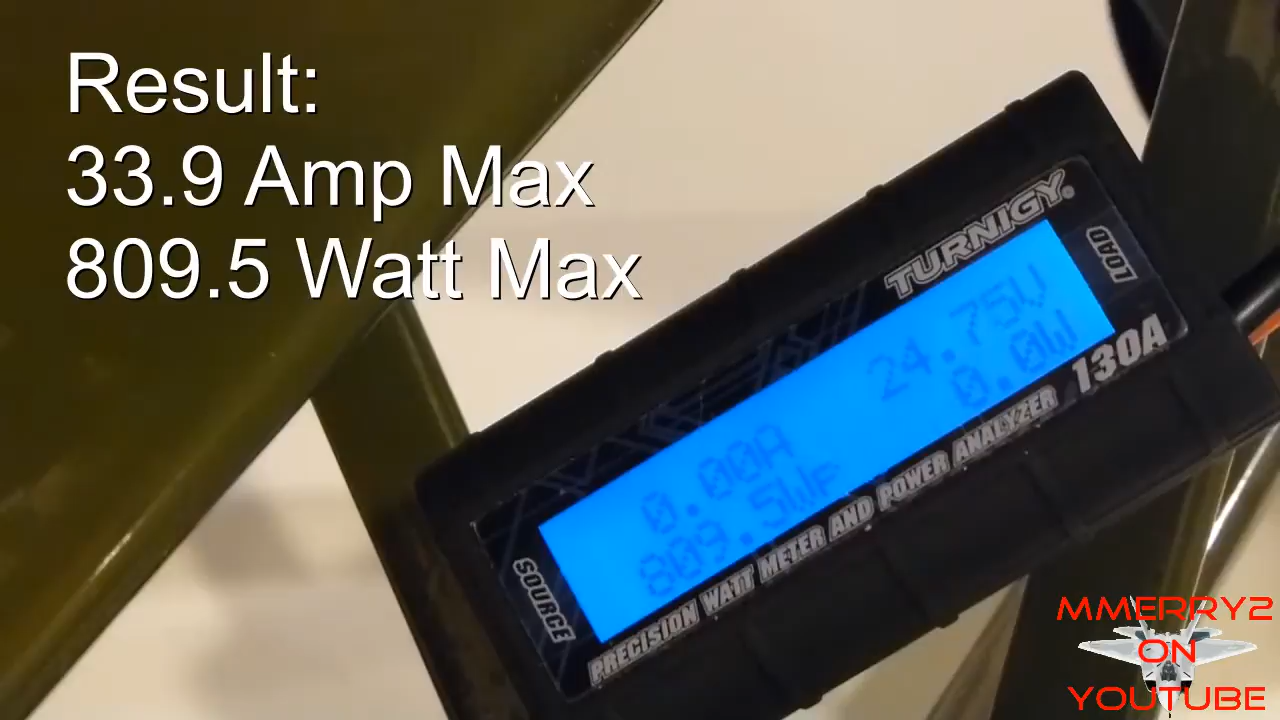 Result:
33.9 Amp Max
809.5 Watt Max
TURNIGY®
LOAD
24.75V
0.00A
0.0W
809.5Wp
130A
SOURCE
PRECISION WATT METER AND POWER ANALYZER
MMERRY2
ON
YOUTUBE